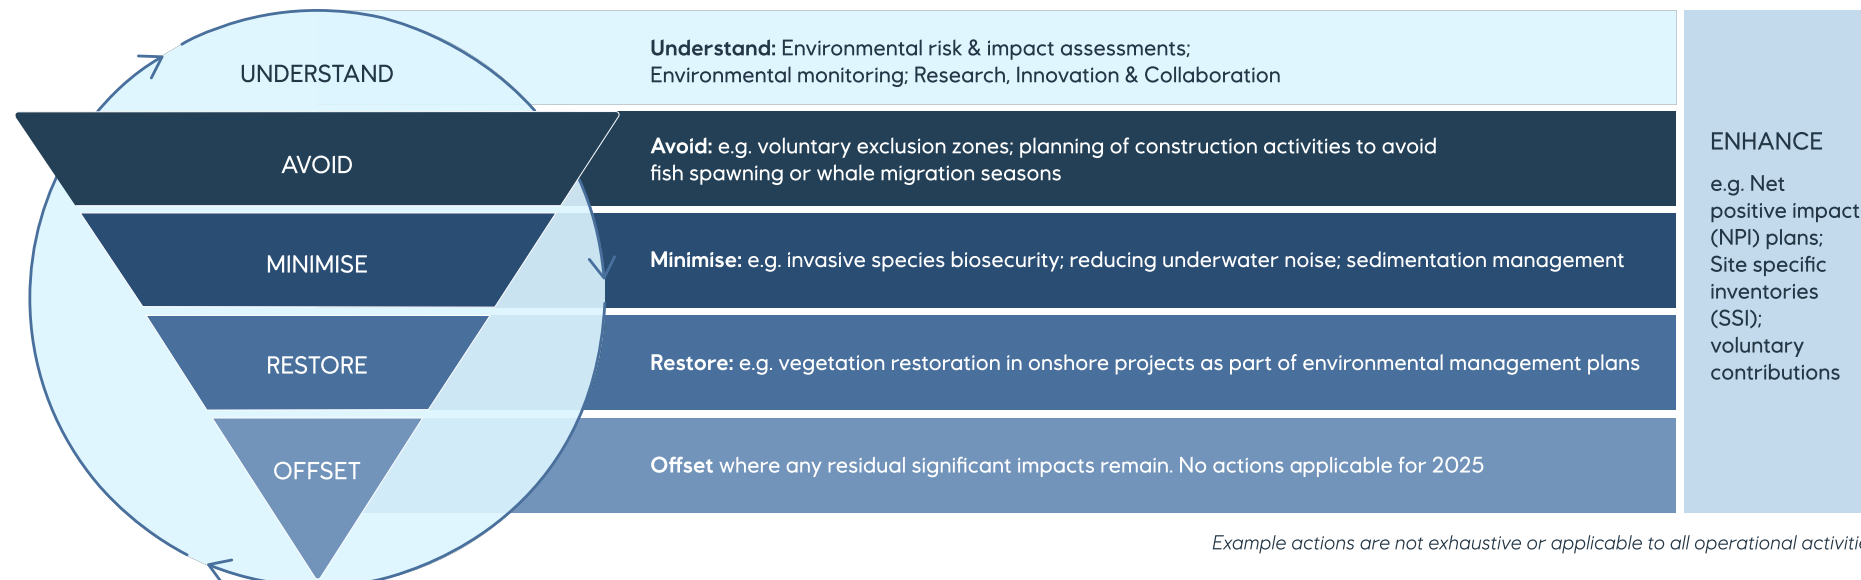 UNDERSTAND
Understand: Environmental risk & impact assessments;
Environmental monitoring; Research, Innovation & Collaboration
AVOID
Avoid: e.g. voluntary exclusion zones; planning of construction activities to avoid
fish spawning or whale migration seasons
MINIMISE
Minimise: e.g. invasive species biosecurity; reducing underwater noise; sedimentation management
RESTORE
Restore: e.g. vegetation restoration in onshore projects as part of environmental management plans
OFFSET
Offset where any residual significant impacts remain. No actions applicable for 2025
ENHANCE
e.g. Net
positive impact
(NPI) plans;
Site specific
inventories
(SSI);
voluntary
contributions
Example actions are not exhaustive or applicable to all operational